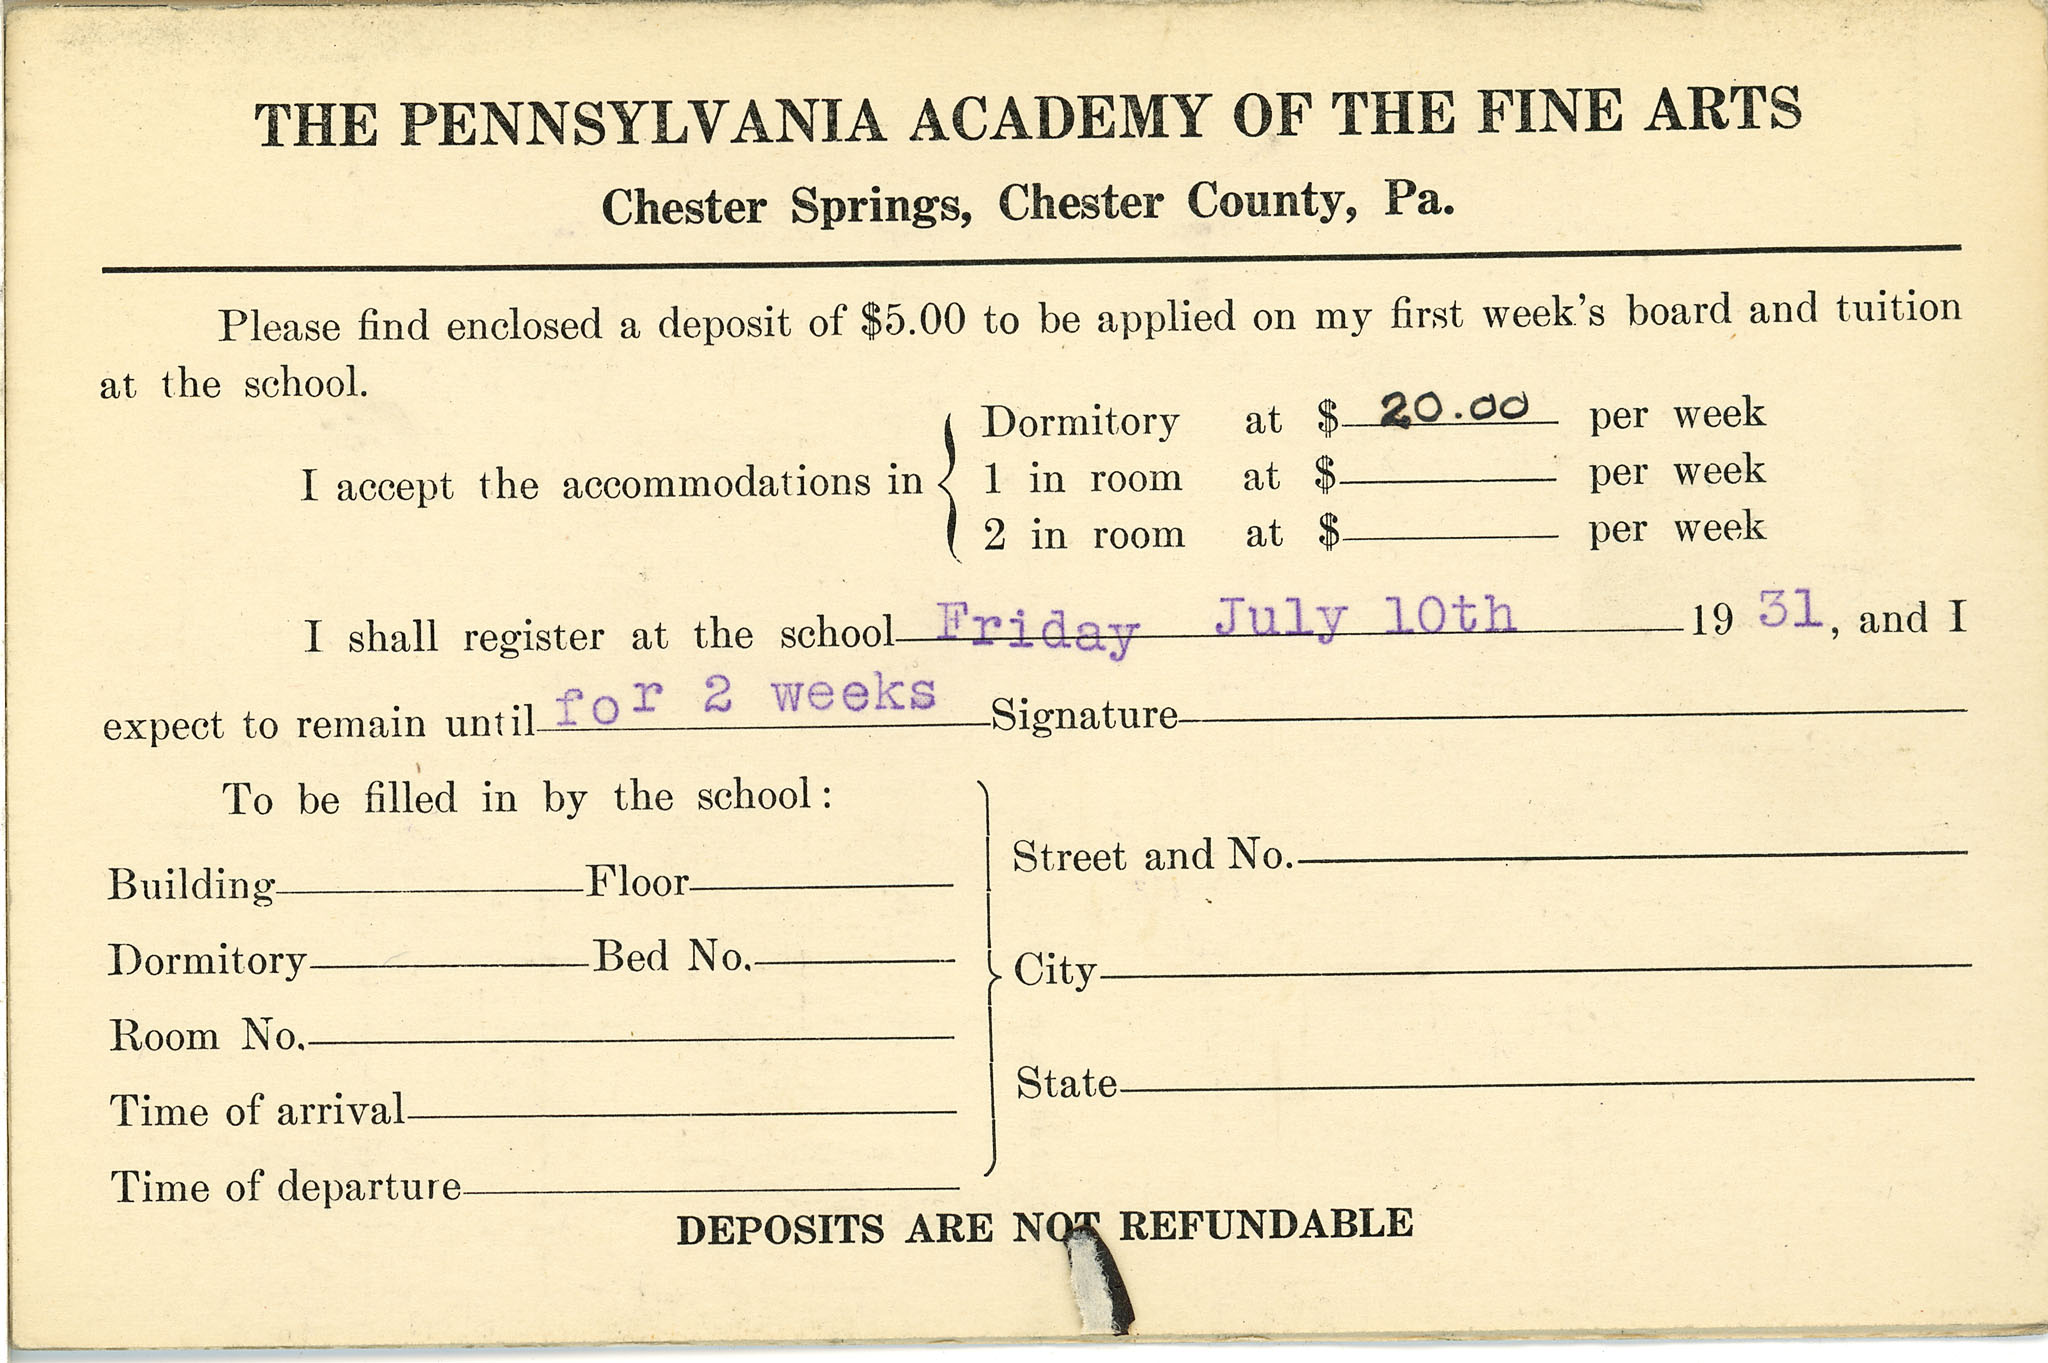 THE PENNSYLVANIA ACADEMY OF THE FINE ARTS
Chester Springs, Chester County, Pa.
Please find enclosed a deposit of $5.00 to be applied on my first week's board and tuition
at the school.
I accept the accommodations in
Dormitory at $ 20.00 per week
1 in room at $ per week
2 in room at $ per week
I shall register at the school Friday July 10th 19 31, and I
expect to remain until for 2 weeks Signature
To be filled in by the school:
Building Floor
Dormitory Bed No.
Room No.
Time of arrival
Time of departure
Street and No.
City
State
DEPOSITS ARE NOT REFUNDABLE